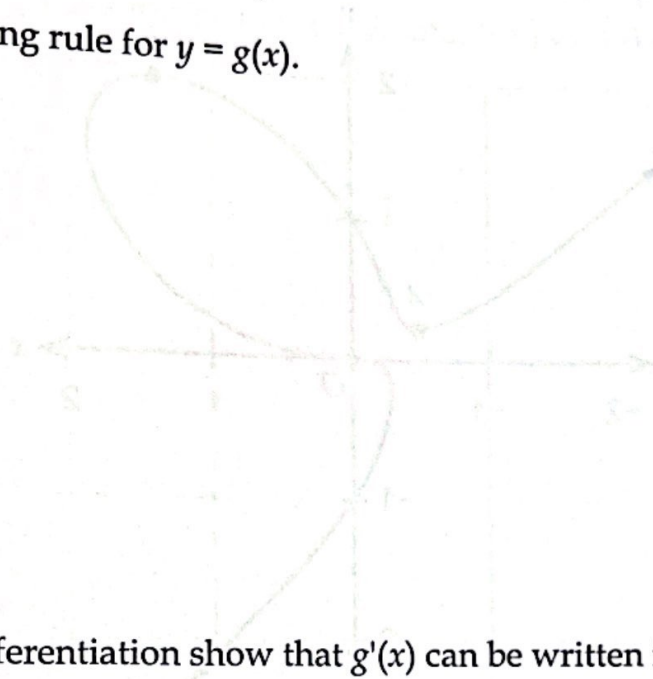 ng rule for y = g(x).
ferentiation show that g'(x) can be written